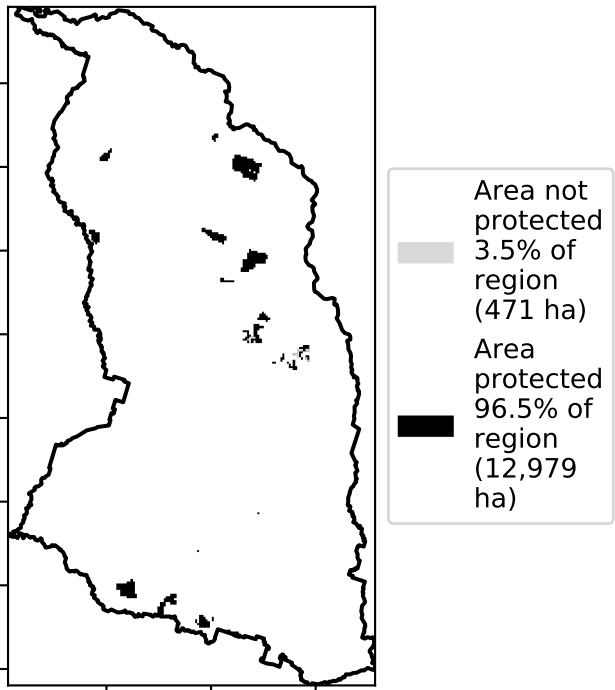 Area not
protected
3.5% of
region
(471 ha)
Area
protected
96.5% of
region
(12,979
ha)